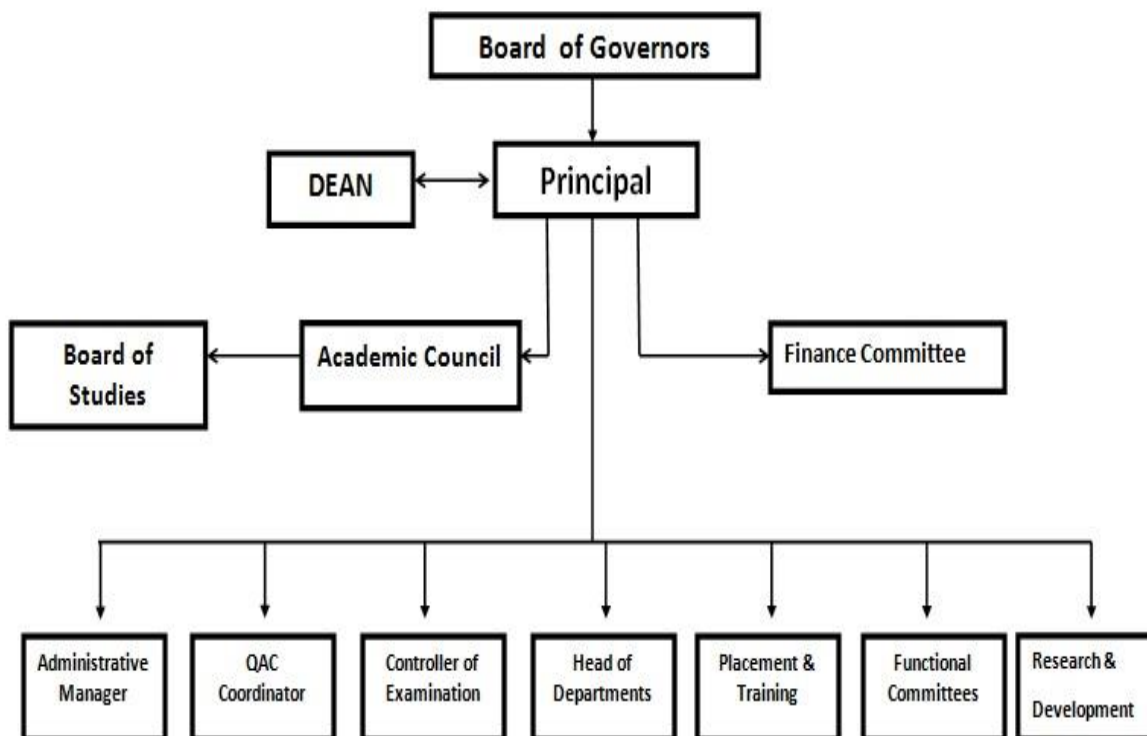 Board of Governors
DEAN
Principal
Board of
Studies
Academic Council
Finance Committee
Administrative
Manager
QAC
Coordinator
Controller of
Examination
Head of
Departments
Placement &
Training
Functional
Committees
Research &
Development